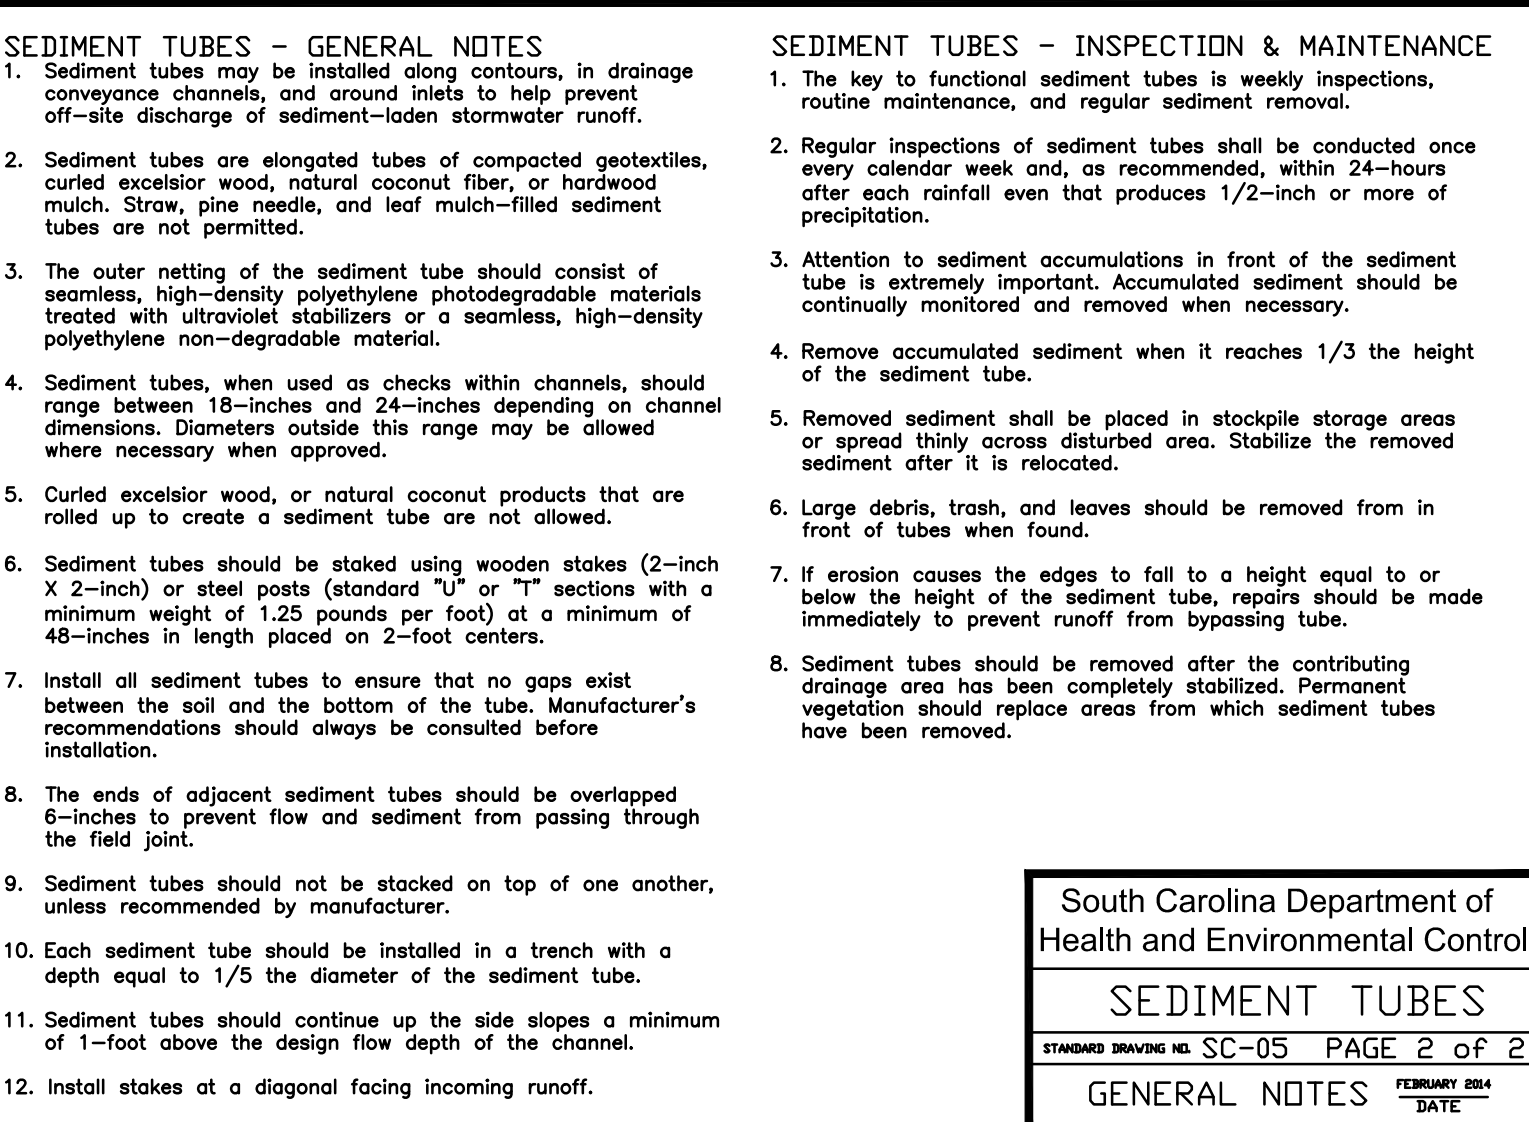 SEDIMENT TUBES - GENERAL NOTES
1. Sediment tubes may be installed along contours, in drainage
conveyance channels, and around inlets to help prevent
off-site discharge of sediment-laden stormwater runoff.
2. Sediment tubes are elongated tubes of compacted geotextiles,
curled excelsior wood, natural coconut fiber, or hardwood
mulch. Straw, pine needle, and leaf mulch-filled sediment
tubes are not permitted.
3. The outer netting of the sediment tube should consist of
seamless, high-density polyethylene photodegradable materials
treated with ultraviolet stabilizers or a seamless, high-density
polyethylene non-degradable material.
4. Sediment tubes, when used as checks within channels, should
range between 18-inches and 24-inches depending on channel
dimensions. Diameters outside this range may be allowed
where necessary when approved.
5. Curled excelsior wood, or natural coconut products that are
rolled up to create a sediment tube are not allowed.
6. Sediment tubes should be staked using wooden stakes (2-inch
X 2-inch) or steel posts (standard "U" or "T" sections with a
minimum weight of 1.25 pounds per foot) at a minimum of
48-inches in length placed on 2-foot centers.
7. Install all sediment tubes to ensure that no gaps exist
between the soil and the bottom of the tube. Manufacturer's
recommendations should always be consulted before
installation.
8. The ends of adjacent sediment tubes should be overlapped
6-inches to prevent flow and sediment from passing through
the field joint.
9. Sediment tubes should not be stacked on top of one another,
unless recommended by manufacturer.
10. Each sediment tube should be installed in a trench with a
depth equal to 1/5 the diameter of the sediment tube.
11. Sediment tubes should continue up the side slopes a minimum
of 1-foot above the design flow depth of the channel.
12. Install stakes at a diagonal facing incoming runoff.
SEDIMENT TUBES - INSPECTION & MAINTENANCE
1. The key to functional sediment tubes is weekly inspections,
routine maintenance, and regular sediment removal.
2. Regular inspections of sediment tubes shall be conducted once
every calendar week and, as recommended, within 24-hours
after each rainfall even that produces 1/2-inch or more of
precipitation.
3. Attention to sediment accumulations in front of the sediment
tube is extremely important. Accumulated sediment should be
continually monitored and removed when necessary.
4. Remove accumulated sediment when it reaches 1/3 the height
of the sediment tube.
5. Removed sediment shall be placed in stockpile storage areas
or spread thinly across disturbed area. Stabilize the removed
sediment after it is relocated.
6. Large debris, trash, and leaves should be removed from in
front of tubes when found.
7. If erosion causes the edges to fall to a height equal to or
below the height of the sediment tube, repairs should be made
immediately to prevent runoff from bypassing tube.
8. Sediment tubes should be removed after the contributing
drainage area has been completely stabilized. Permanent
vegetation should replace areas from which sediment tubes
have been removed.
South Carolina Department of
Health and Environmental Control
SEDIMENT TUBES
STANDARD DRAWING NO. SC-05 PAGE 2 of 2
GENERAL NOTES FEBRUARY 2014
DATE